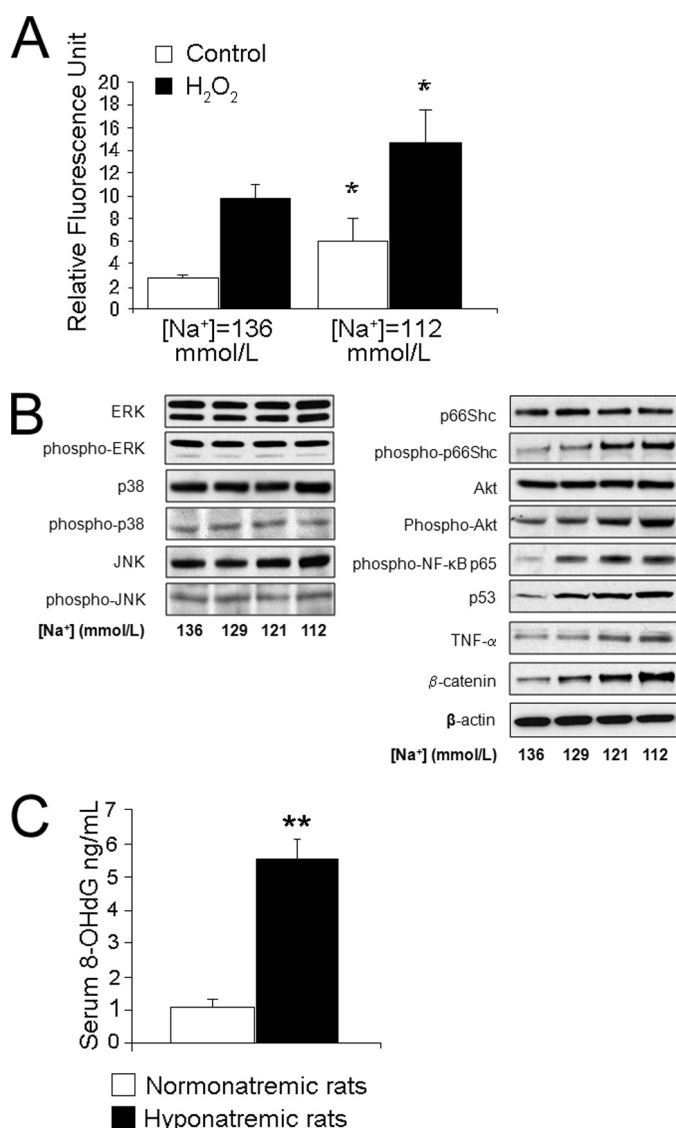 A
Control
H2O2
Relative Fluorescence Unit
20
18
16
14
12
10
8
6
4
2
0
*
*
[Na+]=136
mmol/L
[Na+]=112
mmol/L
B
ERK
phospho-ERK
p38
phospho-p38
JNK
phospho-JNK
[Na+] (mmol/L) 136 129 121 112
p66Shc
phospho-p66Shc
Akt
Phospho-Akt
phospho-NF-κB p65
p53
TNF-α
β-catenin
β-actin
[Na+] (mmol/L) 136 129 121 112
C
Serum 8-OHdG ng/mL
7
6
5
4
3
2
1
0
**
Normonatremic rats
Hyponatremic rats